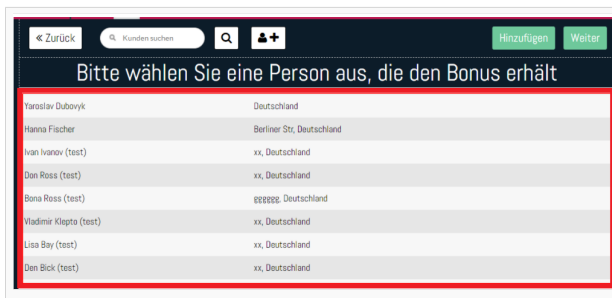 « Zurück Kunden suchen Hinzufügen Weiter
Bitte wählen Sie eine Person aus, die den Bonus erhält
Yaroslav Dubovyk Deutschland
Hanna Fischer Berliner Str, Deutschland
Ivan Ivanov (test) xx, Deutschland
Don Ross (test) xx, Deutschland
Bona Ross (test) gggggg, Deutschland
Vladimir Klepto (test) xx, Deutschland
Lisa Bay (test) xx, Deutschland
Den Bick (test) xx, Deutschland